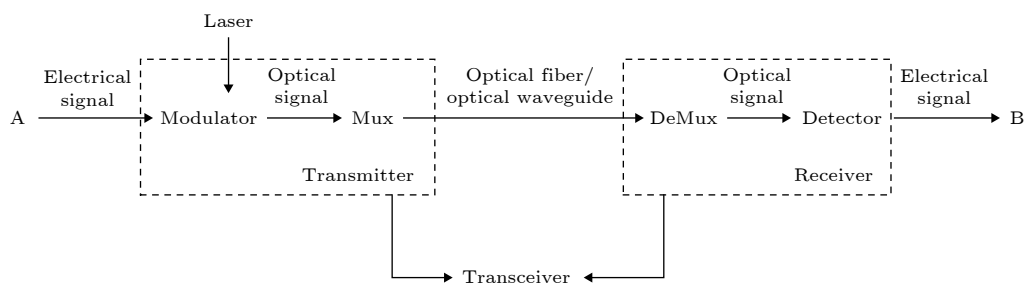 Laser
Electrical
signal
Optical
signal
Optical fiber/
optical waveguide
Optical
signal
Electrical
signal
A
Modulator
Mux
DeMux
Detector
B
Transmitter
Receiver
Transceiver